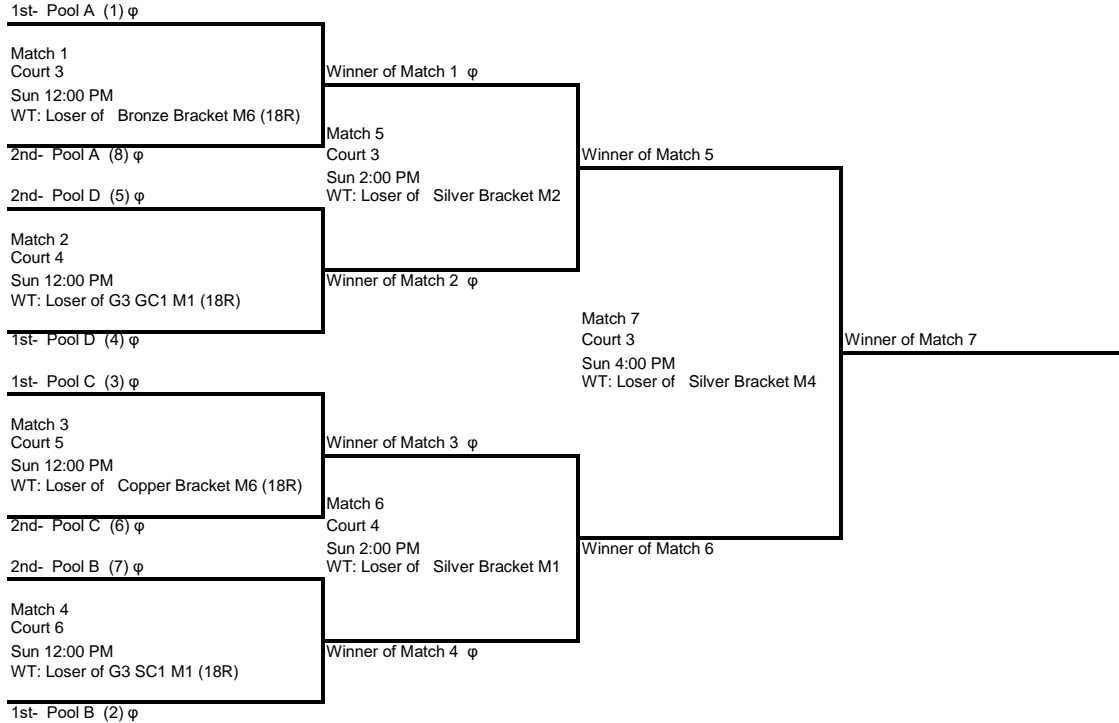 1st- Pool A (1) φ
Match 1
Court 3
Sun 12:00 PM
WT: Loser of Bronze Bracket M6 (18R)
2nd- Pool A (8) φ
2nd- Pool D (5) φ
Match 2
Court 4
Sun 12:00 PM
WT: Loser of G3 GC1 M1 (18R)
1st- Pool D (4) φ
1st- Pool C (3) φ
Match 3
Court 5
Sun 12:00 PM
WT: Loser of Copper Bracket M6 (18R)
2nd- Pool C (6) φ
2nd- Pool B (7) φ
Match 4
Court 6
Sun 12:00 PM
WT: Loser of G3 SC1 M1 (18R)
1st- Pool B (2) φ
Winner of Match 1 φ
Match 5
Court 3
Sun 2:00 PM
WT: Loser of Silver Bracket M2
Winner of Match 2 φ
Winner of Match 3 φ
Match 6
Court 4
Sun 2:00 PM
WT: Loser of Silver Bracket M1
Winner of Match 4 φ
Winner of Match 5
Match 7
Court 3
Sun 4:00 PM
WT: Loser of Silver Bracket M4
Winner of Match 6
Winner of Match 7